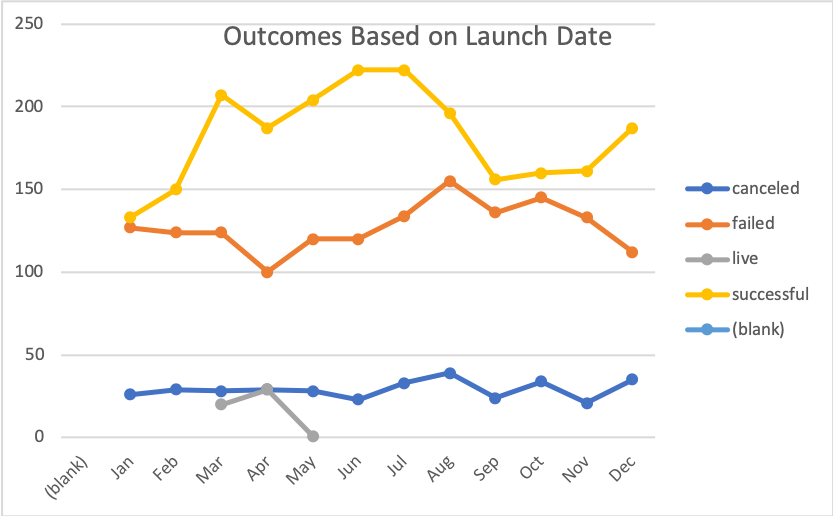 Outcomes Based on Launch Date
250
200
150
100
50
0
(blank) Jan Feb Mar Apr May Jun Jul Aug Sep Oct Nov Dec
canceled
failed
live
successful
(blank)